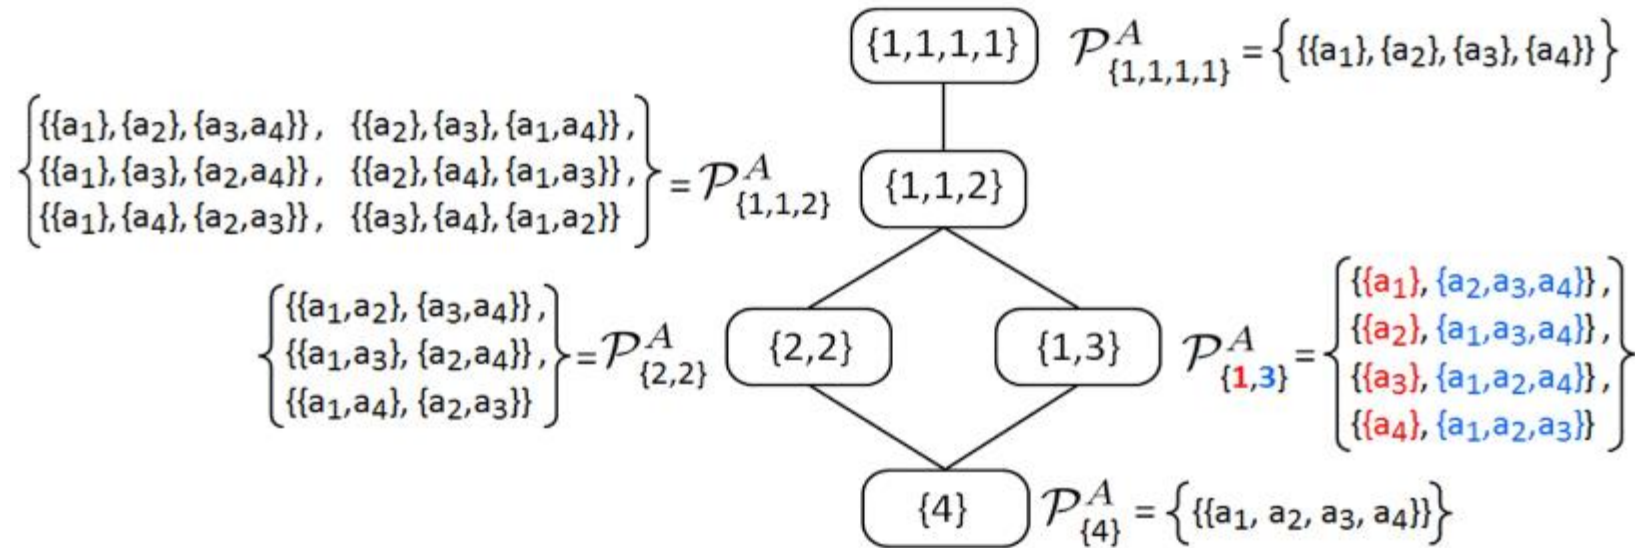 {1,1,1,1} P^A_{1,1,1,1} = { {{a₁}, {a₂}, {a₃}, {a₄}} }
{{a₁}, {a₂}, {a₃,a₄}} , {{a₂}, {a₃}, {a₁,a₄}} ,
{{a₁}, {a₃}, {a₂,a₄}} , {{a₂}, {a₄}, {a₁,a₃}} ,
{{a₁}, {a₄}, {a₂,a₃}} , {{a₃}, {a₄}, {a₁,a₂}}
= P^A_{1,1,2} {1,1,2}
{{a₁,a₂}, {a₃,a₄}} ,
{{a₁,a₃}, {a₂,a₄}} ,
{{a₁,a₄}, {a₂,a₃}}
= P^A_{2,2} {2,2} {1,3} P^A_{1,3} =
{{a₁}, {a₂,a₃,a₄}} ,
{{a₂}, {a₁,a₃,a₄}} ,
{{a₃}, {a₁,a₂,a₄}} ,
{{a₄}, {a₁,a₂,a₃}}
{4} P^A_{4} = { {{a₁, a₂, a₃, a₄}} }